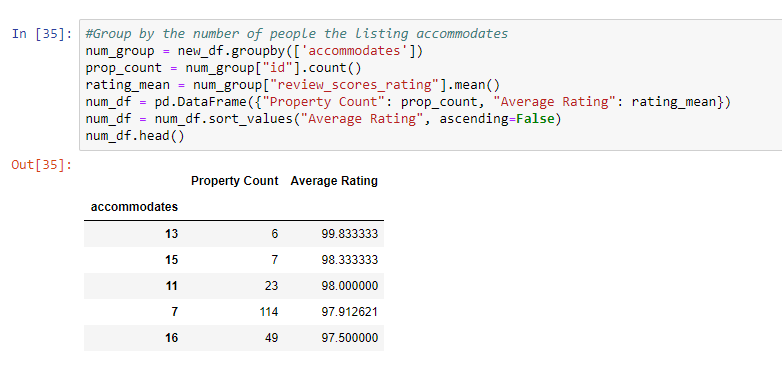 In [35]: #Group by the number of people the listing accommodates
num_group = new_df.groupby(['accommodates'])
prop_count = num_group["id"].count()
rating_mean = num_group["review_scores_rating"].mean()
num_df = pd.DataFrame({"Property Count": prop_count, "Average Rating": rating_mean})
num_df = num_df.sort_values("Average Rating", ascending=False)
num_df.head()
Out[35]:
Property Count Average Rating
accommodates
13 6 99.833333
15 7 98.333333
11 23 98.000000
7 114 97.912621
16 49 97.500000